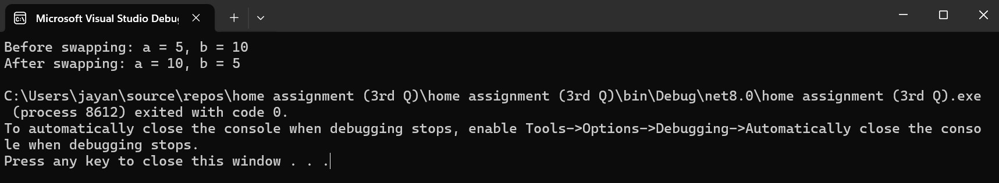 Microsoft Visual Studio Debu
Before swapping: a = 5, b = 10
After swapping: a = 10, b = 5
C:\Users\jayan\source\repos\home assignment (3rd Q)\home assignment (3rd Q)\bin\Debug\net8.0\home assignment (3rd Q).exe
(process 8612) exited with code 0.
To automatically close the console when debugging stops, enable Tools->Options->Debugging->Automatically close the conso
le when debugging stops.
Press any key to close this window . . .